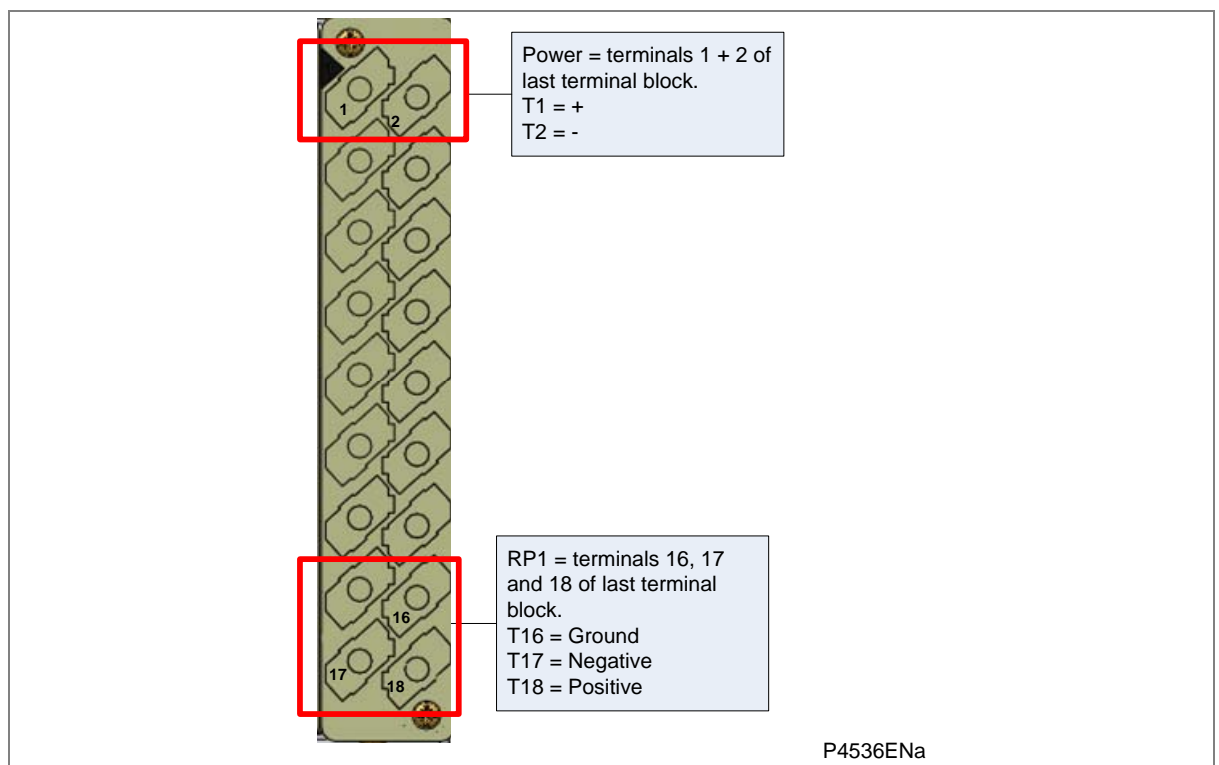 Power = terminals 1 + 2 of
last terminal block.
T1 = +
T2 = -
1
2
RP1 = terminals 16, 17
and 18 of last terminal
block.
T16 = Ground
T17 = Negative
T18 = Positive
16
17
18
P4536ENa